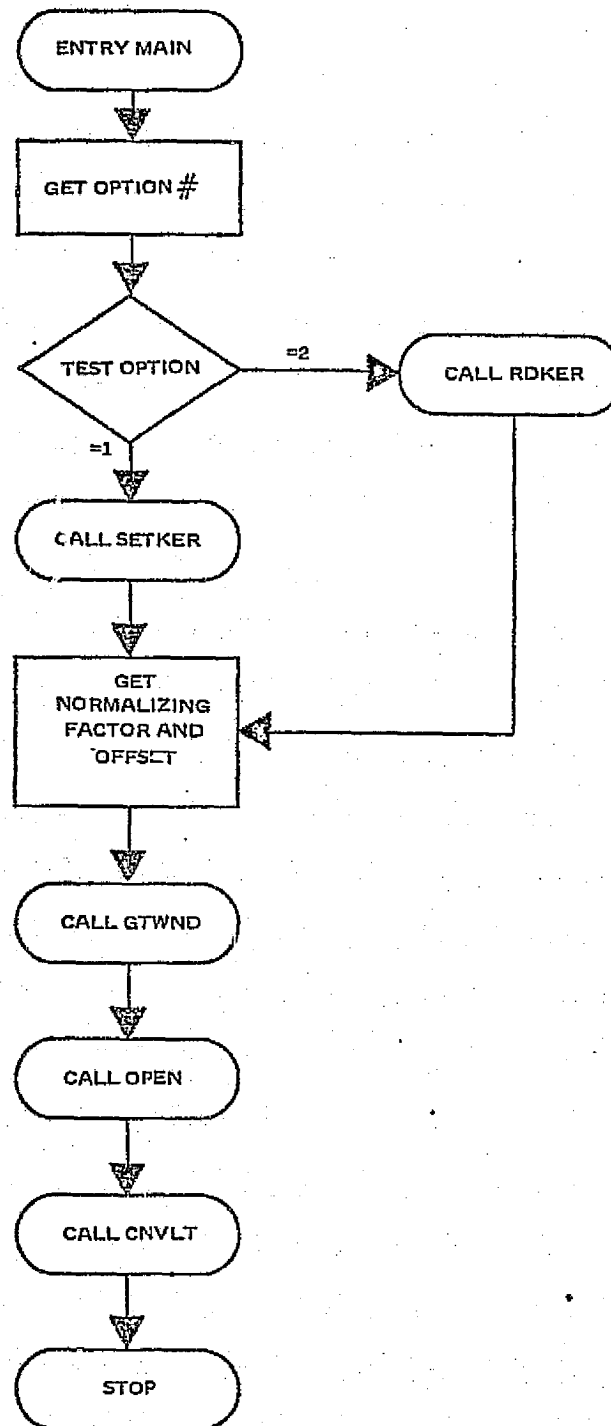 ENTRY MAIN
GET OPTION #
TEST OPTION
=2
CALL RDKER
=1
CALL SETKER
GET
NORMALIZING
FACTOR AND
OFFSET
CALL GTWND
CALL OPEN
CALL CNVLT
STOP